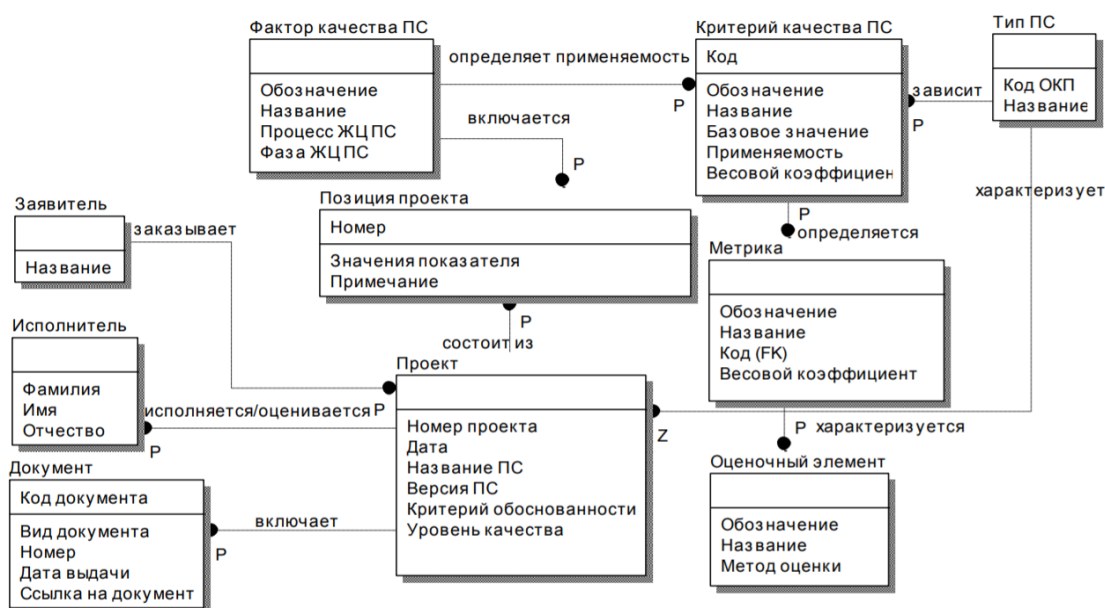 Фактор качества ПС
Обозначение
Название
Процесс ЖЦ ПС
Фаза ЖЦ ПС
определяет применяемость
P
включается
P
Критерий качества ПС
Код
Обозначение
Название
Базовое значение
Применяемость
Весовой коэффициен
Тип ПС
Код ОКП
Название
зависит
P
характеризует
Заявитель
Название
заказывает
Позиция проекта
Номер
Значения показателя
Примечание
P
определяется
Метрика
Обозначение
Название
Код (FK)
Весовой коэффициент
Исполнитель
Фамилия
Имя
Отчество
P
состоит из
Проект
Номер проекта
Дата
Название ПС
Версия ПС
Критерий обоснованности
Уровень качества
исполняется/оценивается
P
P
Z
P
характеризуется
Документ
Код документа
Вид документа
Номер
Дата выдачи
Ссылка на документ
включает
P
Оценочный элемент
Обозначение
Название
Метод оценки